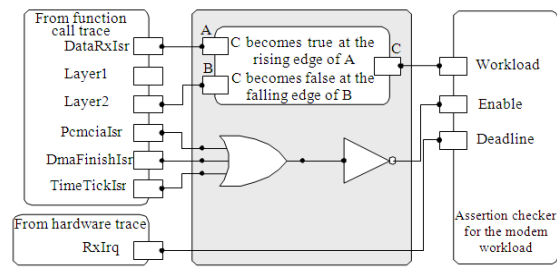 From function
call trace
DataRxIsr
Layer1
Layer2
PcmciaIsr
DmaFinishIsr
TimeTickIsr
From hardware trace
RxIrq
A
C becomes true at the
rising edge of A
B
C becomes false at the
falling edge of B
C
Workload
Enable
Deadline
Assertion checker
for the modem
workload